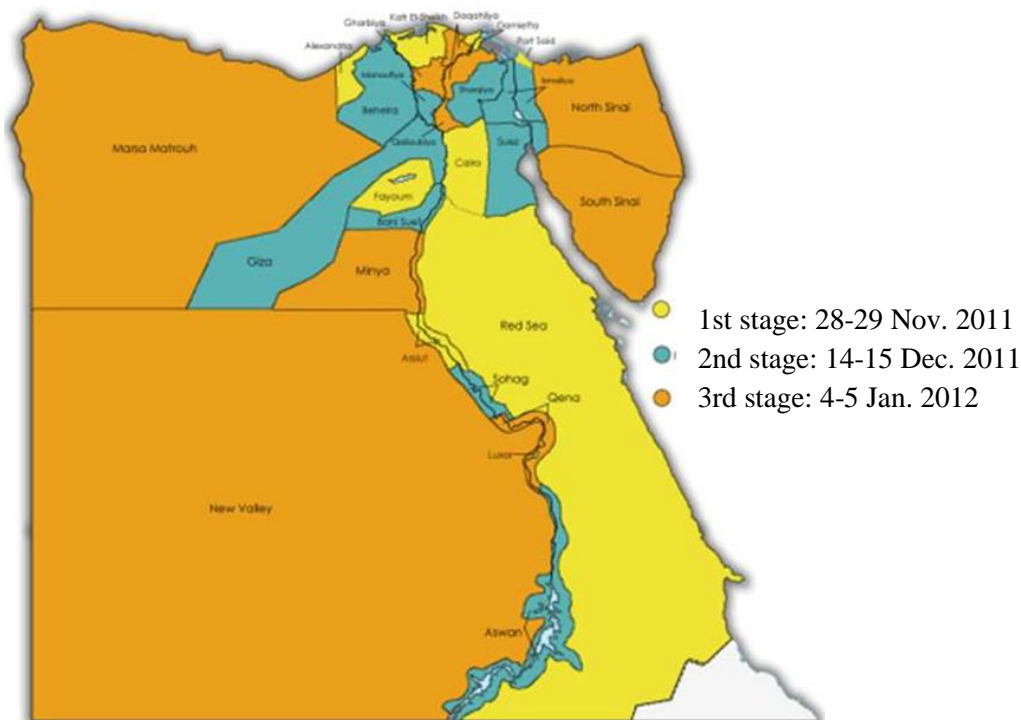 Gharbiya
Kafr El-Sheikh
Daqahliya
Damietta
Alexandria
Port Said
Monoufiya
Sharqiya
Ismailiya
Beheira
North Sinai
Marsa Matrouh
Qalioubiya
Suez
Cairo
Fayoum
South Sinai
Bani Suef
Giza
Minya
Red Sea
1st stage: 28-29 Nov. 2011
2nd stage: 14-15 Dec. 2011
3rd stage: 4-5 Jan. 2012
Assiut
Sohag
Qena
Luxor
New Valley
Aswan